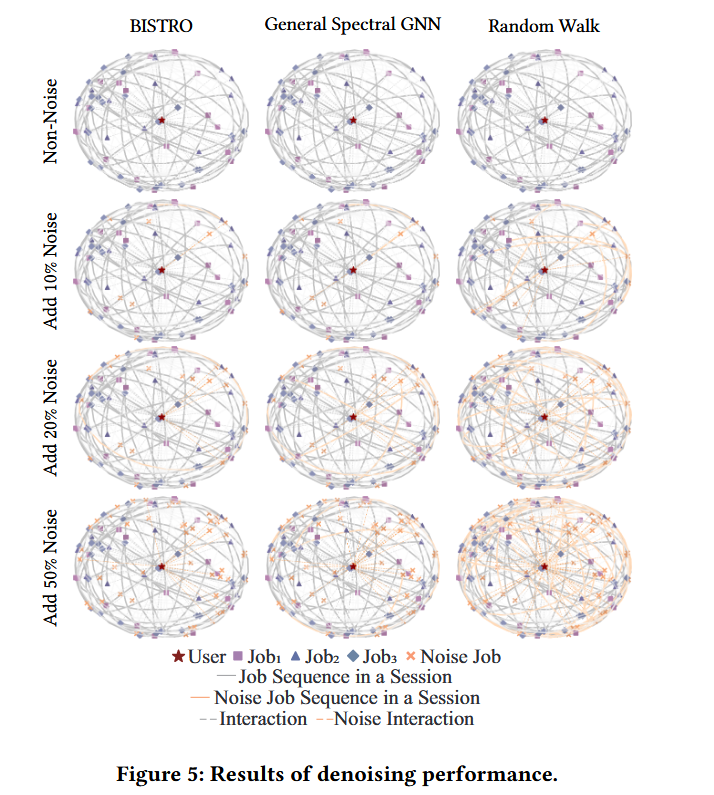 BISTRO General Spectral GNN Random Walk
Non-Noise
Add 10% Noise
Add 20% Noise
Add 50% Noise
★ User ■ Job₁ ▲ Job₂ ◆ Job₃ × Noise Job
— Job Sequence in a Session
— Noise Job Sequence in a Session
-- Interaction -- Noise Interaction
Figure 5: Results of denoising performance.